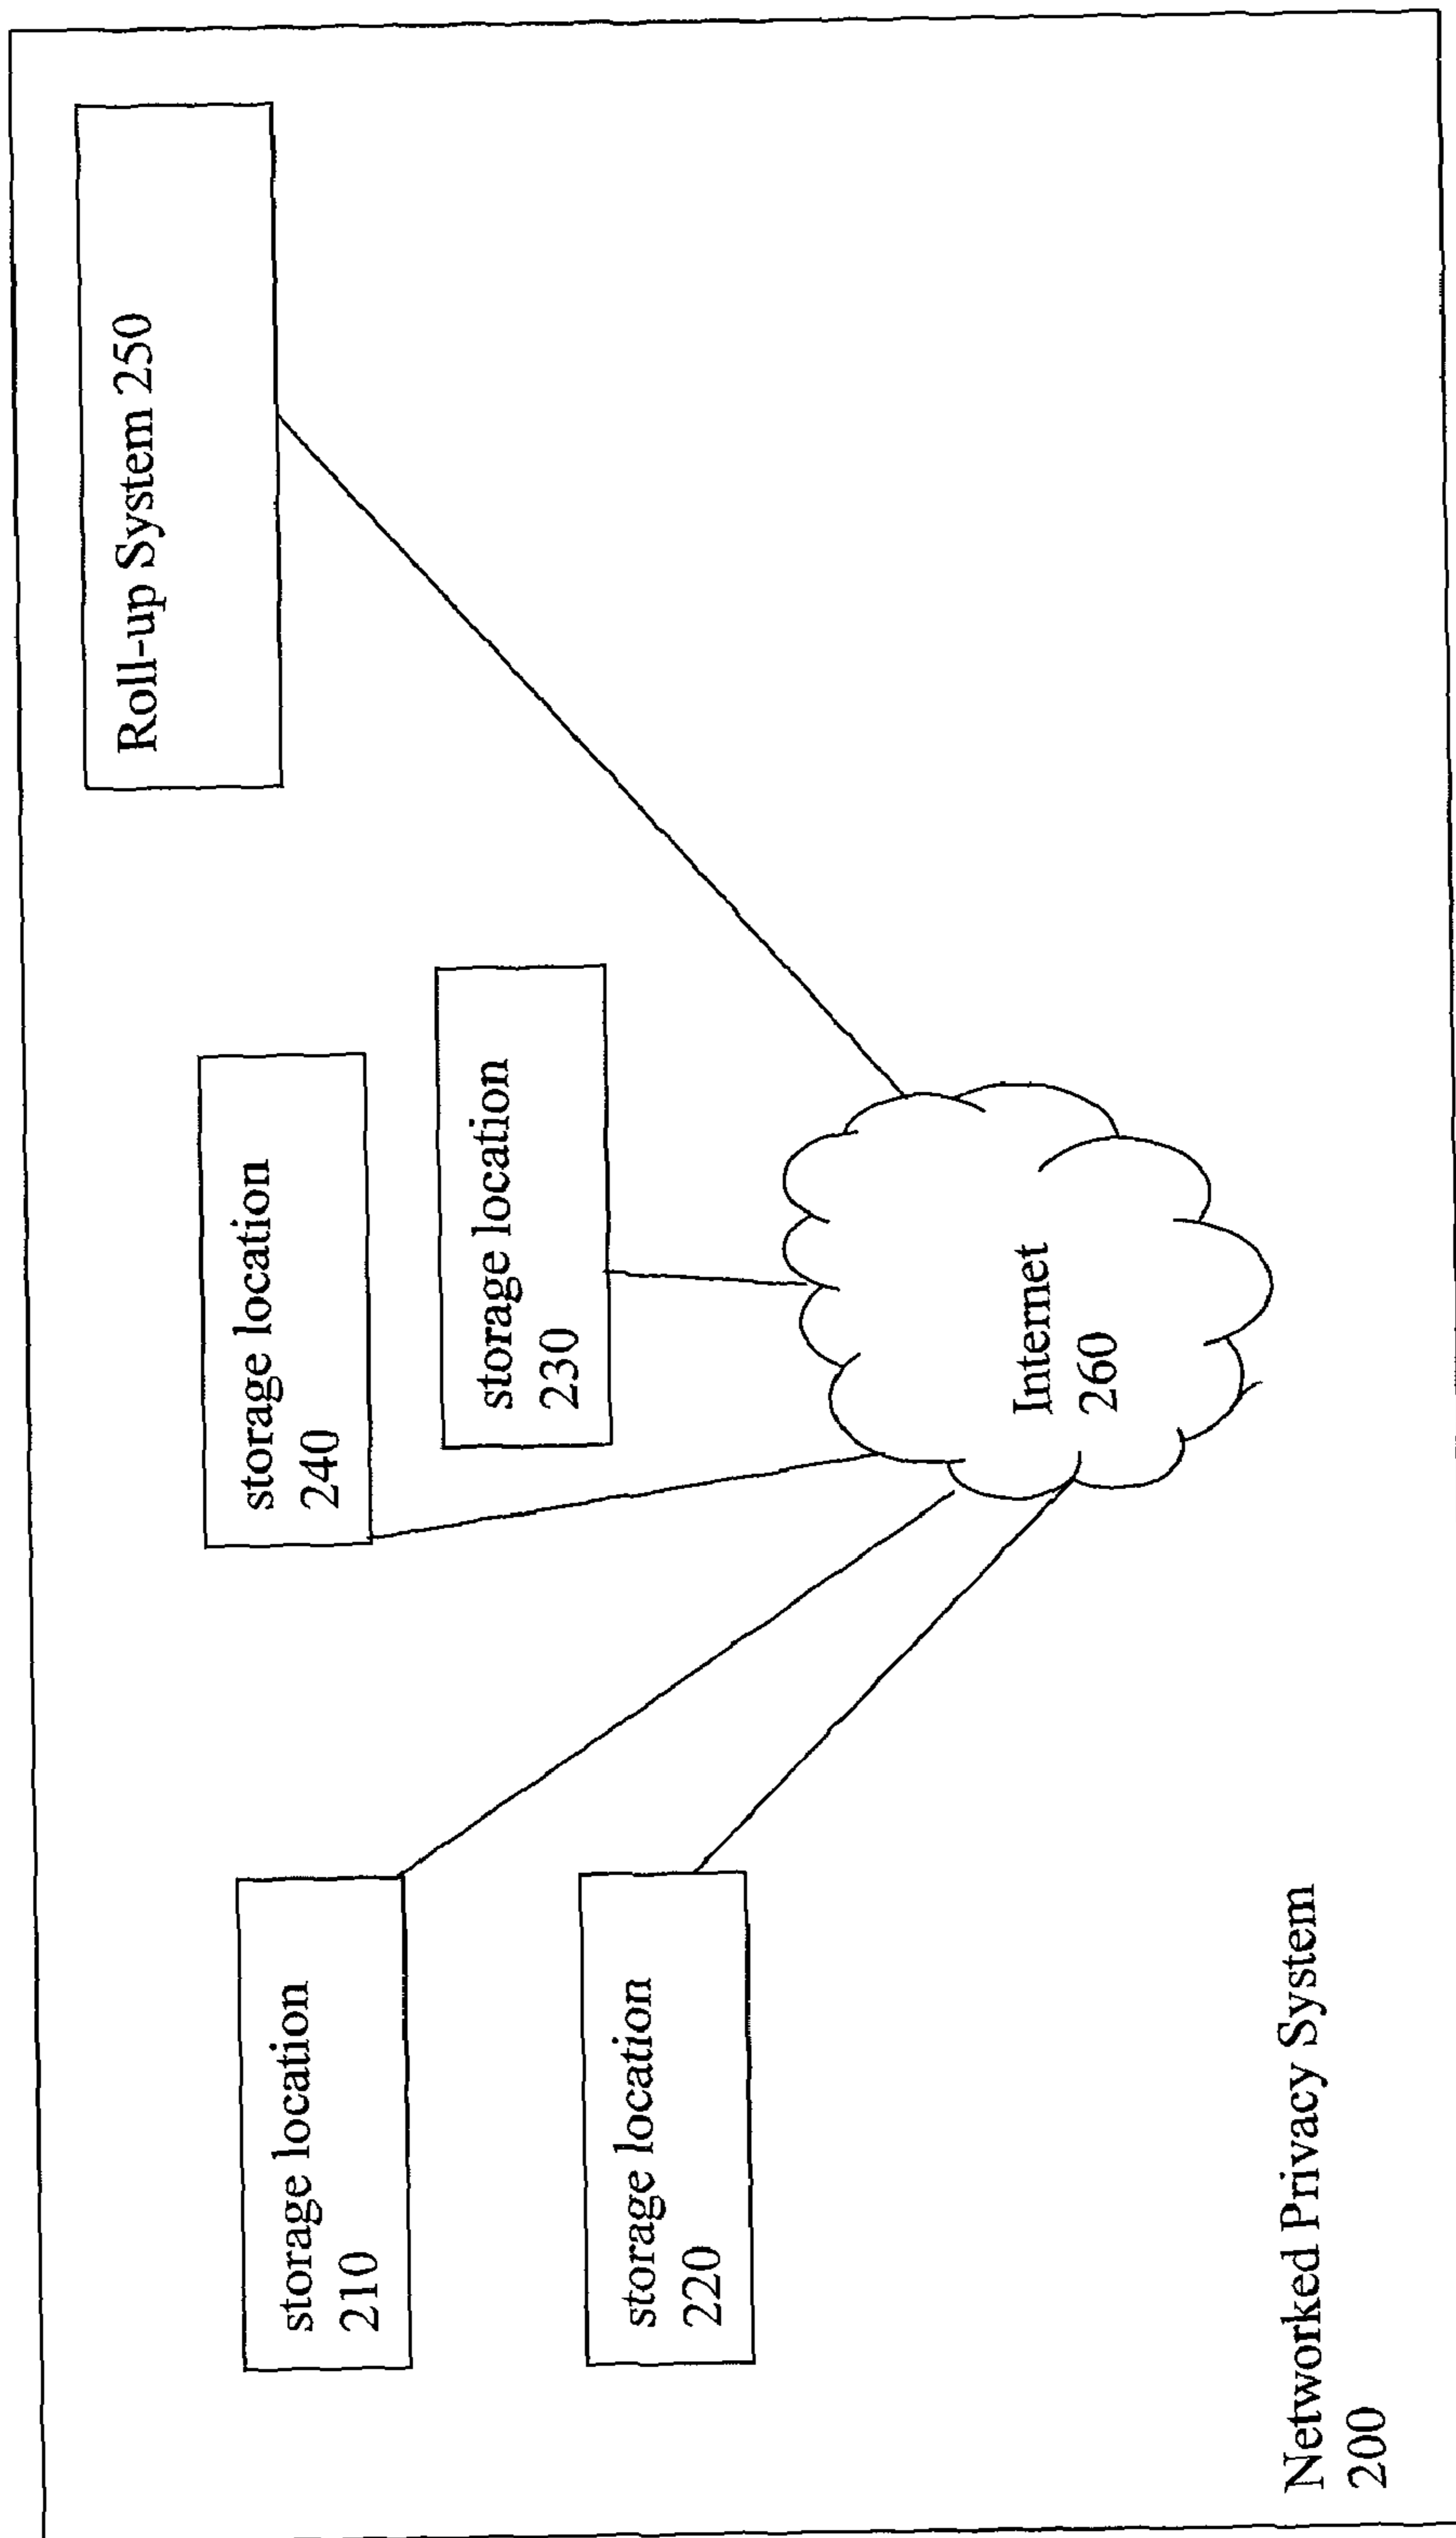 Roll-up System 250
storage location
240
storage location
230
storage location
210
storage location
220
Internet
260
Networked Privacy System
200